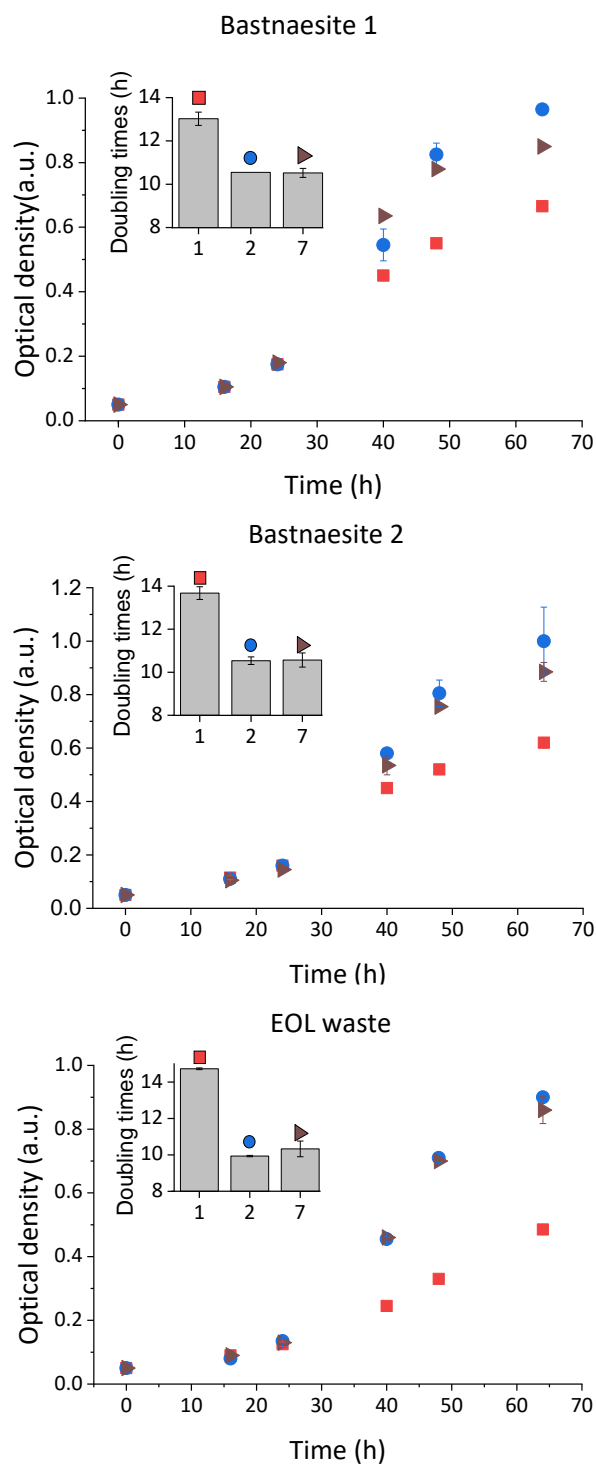 Bastnaesite 1
Optical density(a.u.)
1.0
0.8
0.6
0.4
0.2
0.0
Doubling times (h)
14
12
10
8
1 2 7
0 10 20 30 40 50 60 70
Time (h)
Bastnaesite 2
Optical density (a.u.)
1.2
1.0
0.8
0.6
0.4
0.2
0.0
Doubling times (h)
14
12
10
8
1 2 7
0 10 20 30 40 50 60 70
Time (h)
EOL waste
Optical density (a.u.)
1.0
0.8
0.6
0.4
0.2
0.0
Doubling times (h)
14
12
10
8
1 2 7
0 10 20 30 40 50 60 70
Time (h)